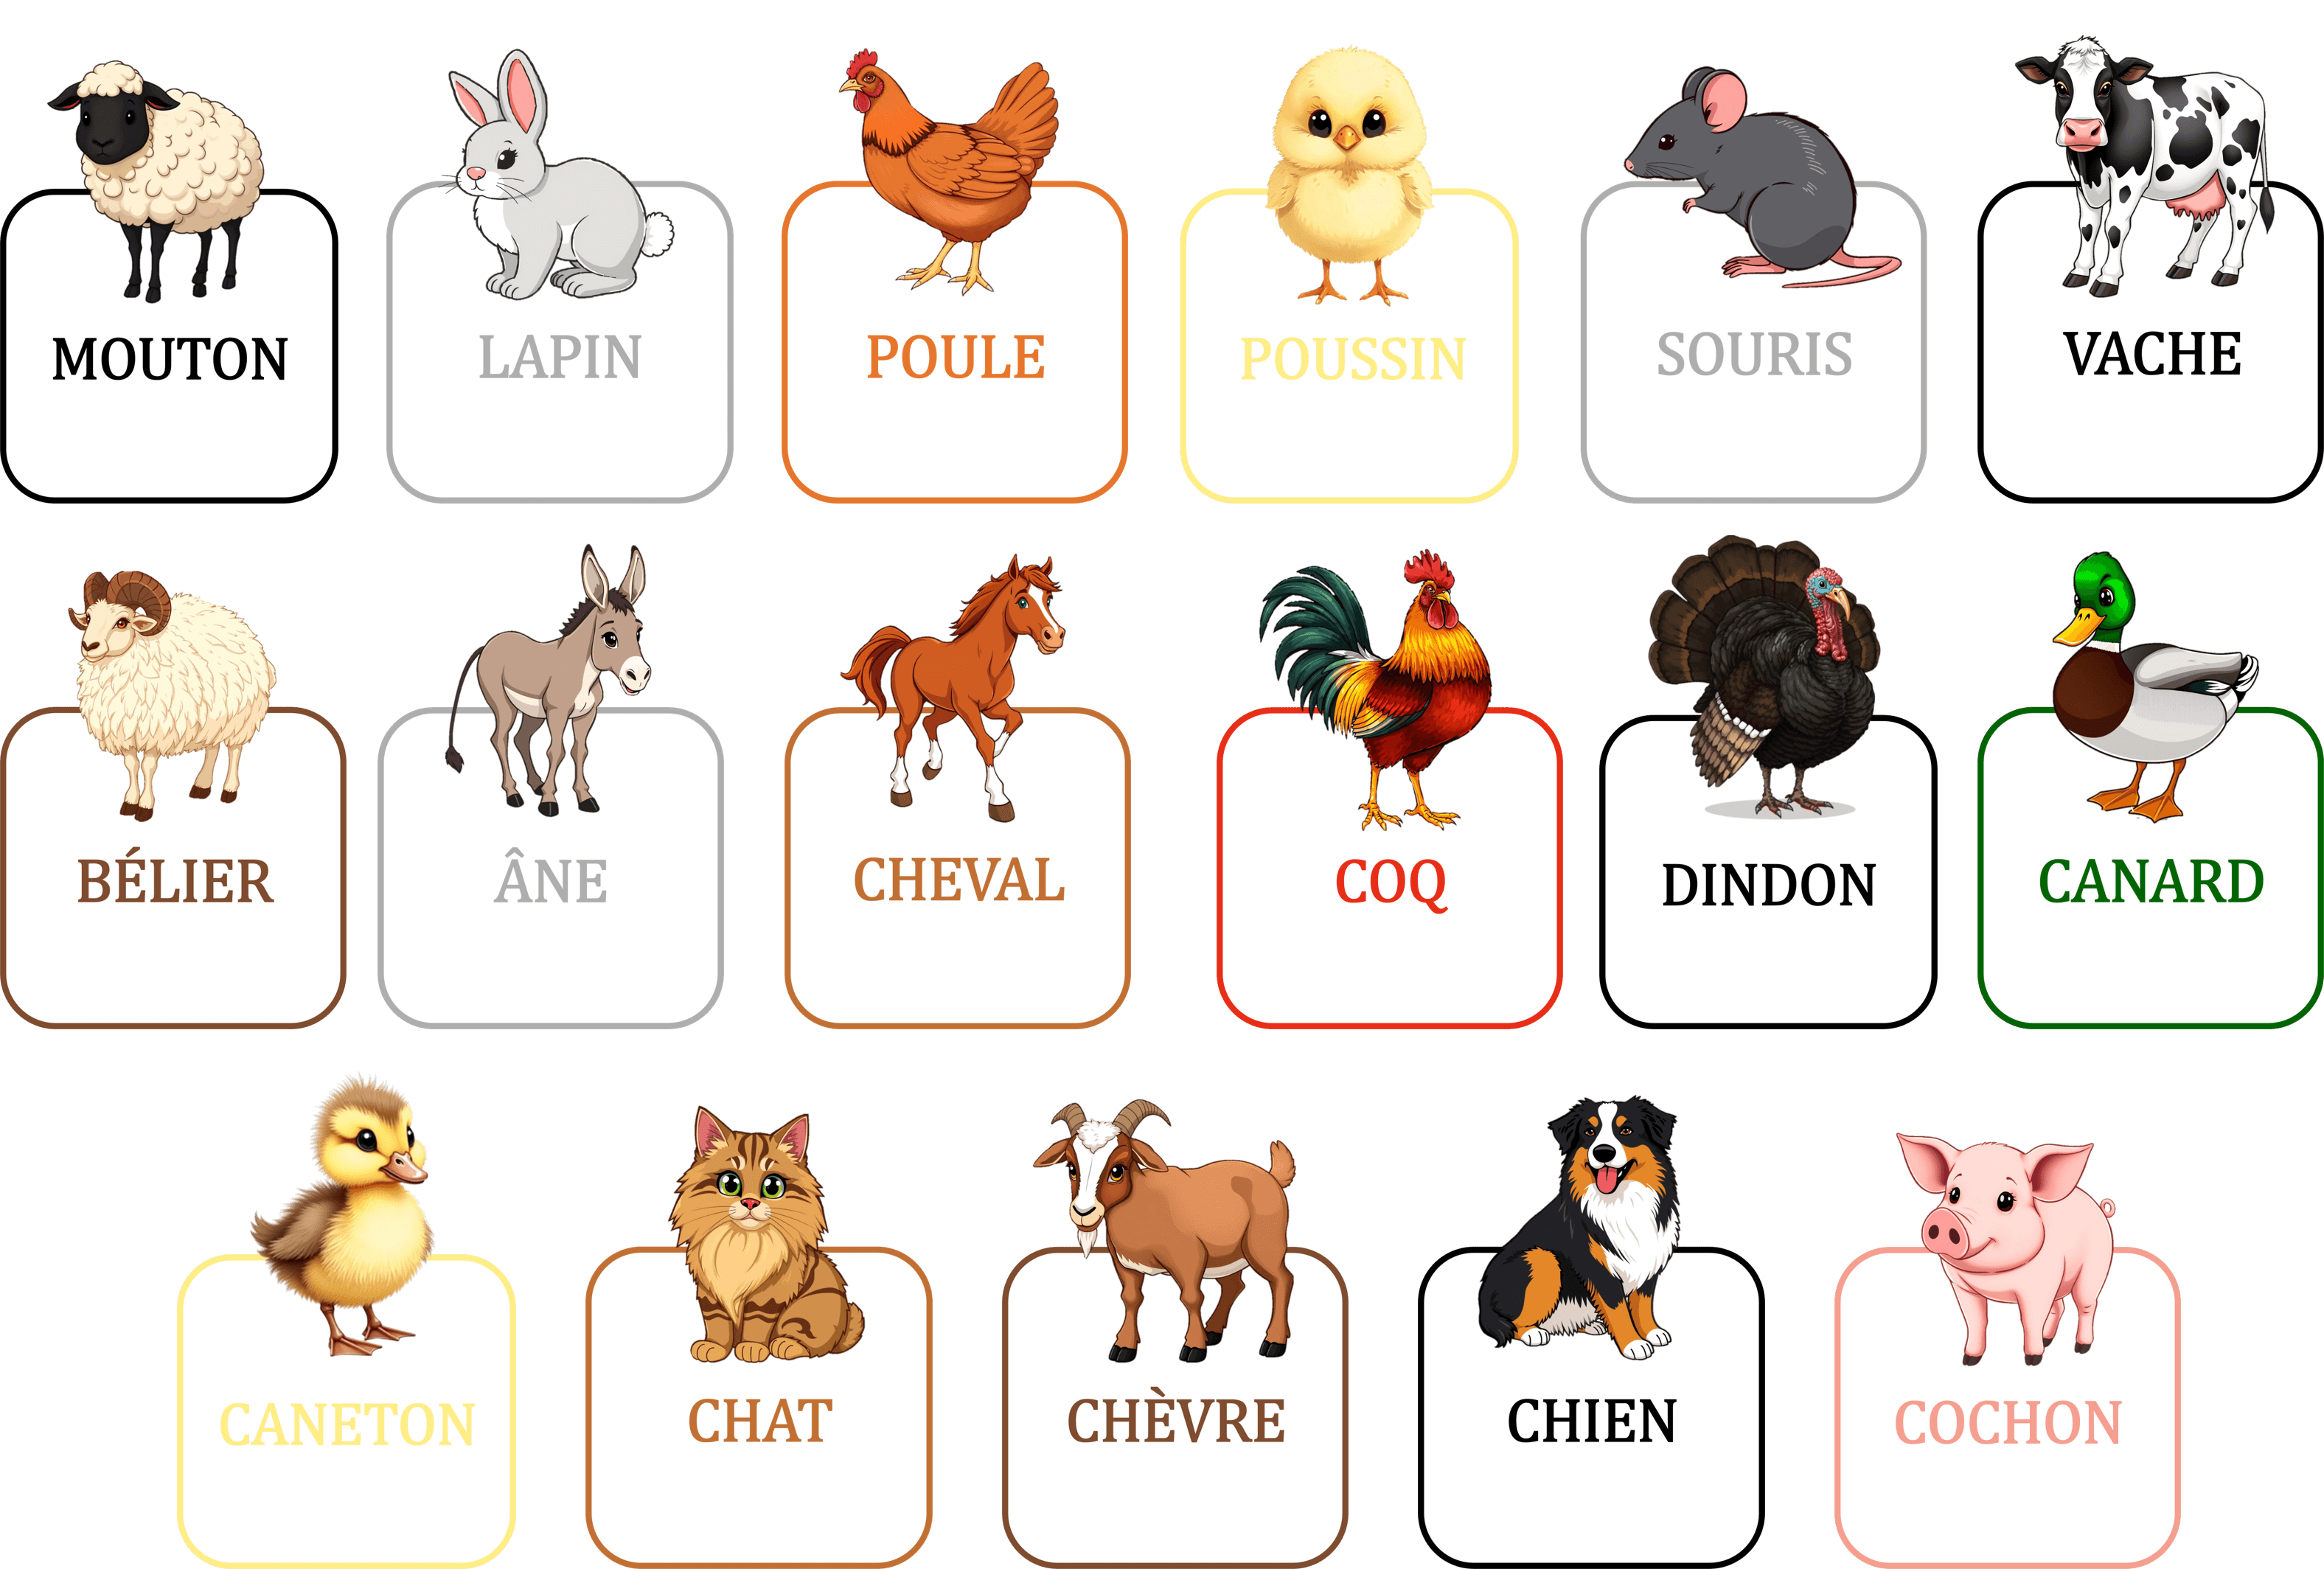 MOUTON
LAPIN
POULE
POUSSIN
SOURIS
VACHE
BÉLIER
ÂNE
CHEVAL
COQ
DINDON
CANARD
CANETON
CHAT
CHÈVRE
CHIEN
COCHON